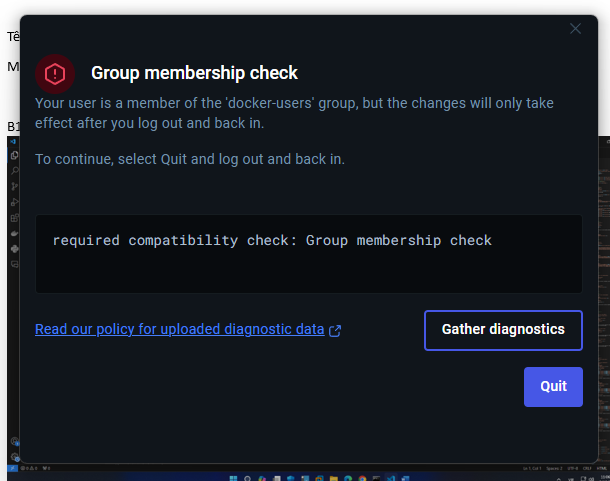 Tê
Group membership check
M
Your user is a member of the 'docker-users' group, but the changes will only take
effect after you log out and back in.
B1
To continue, select Quit and log out and back in.
required compatibility check: Group membership check
Read our policy for uploaded diagnostic data
Gather diagnostics
Quit